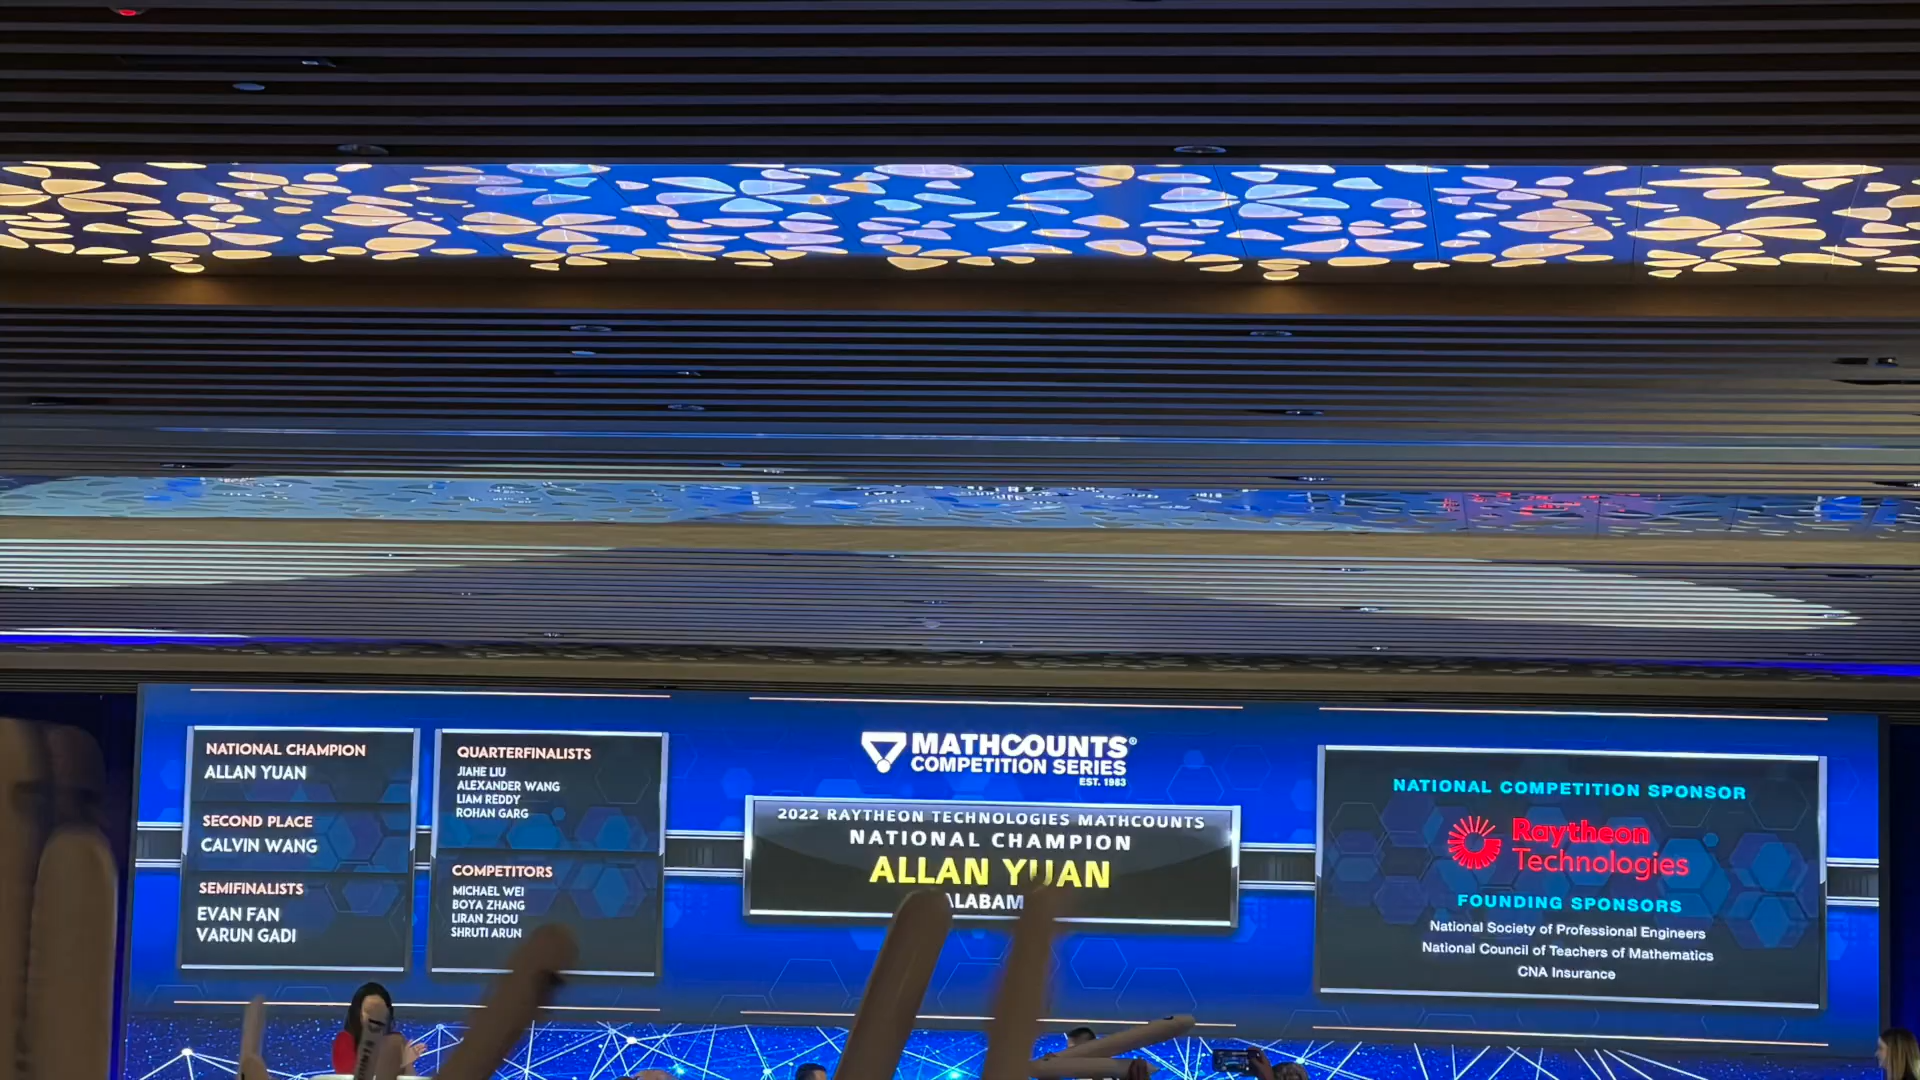 NATIONAL CHAMPION
ALLAN YUAN
SECOND PLACE
CALVIN WANG
SEMIFINALISTS
EVAN FAN
VARUN GADI
QUARTERFINALISTS
JIAHE LIU
ALEXANDER WANG
LIAM REDDY
ROHAN GARG
COMPETITORS
MICHAEL WEI
BOYA ZHANG
LIRAN ZHOU
SHRUTI ARUN
MATHCOUNTS®
COMPETITION SERIES
EST. 1983
2022 RAYTHEON TECHNOLOGIES MATHCOUNTS
NATIONAL CHAMPION
ALLAN YUAN
ALABAM
NATIONAL COMPETITION SPONSOR
Raytheon
Technologies
FOUNDING SPONSORS
National Society of Professional Engineers
National Council of Teachers of Mathematics
CNA Insurance